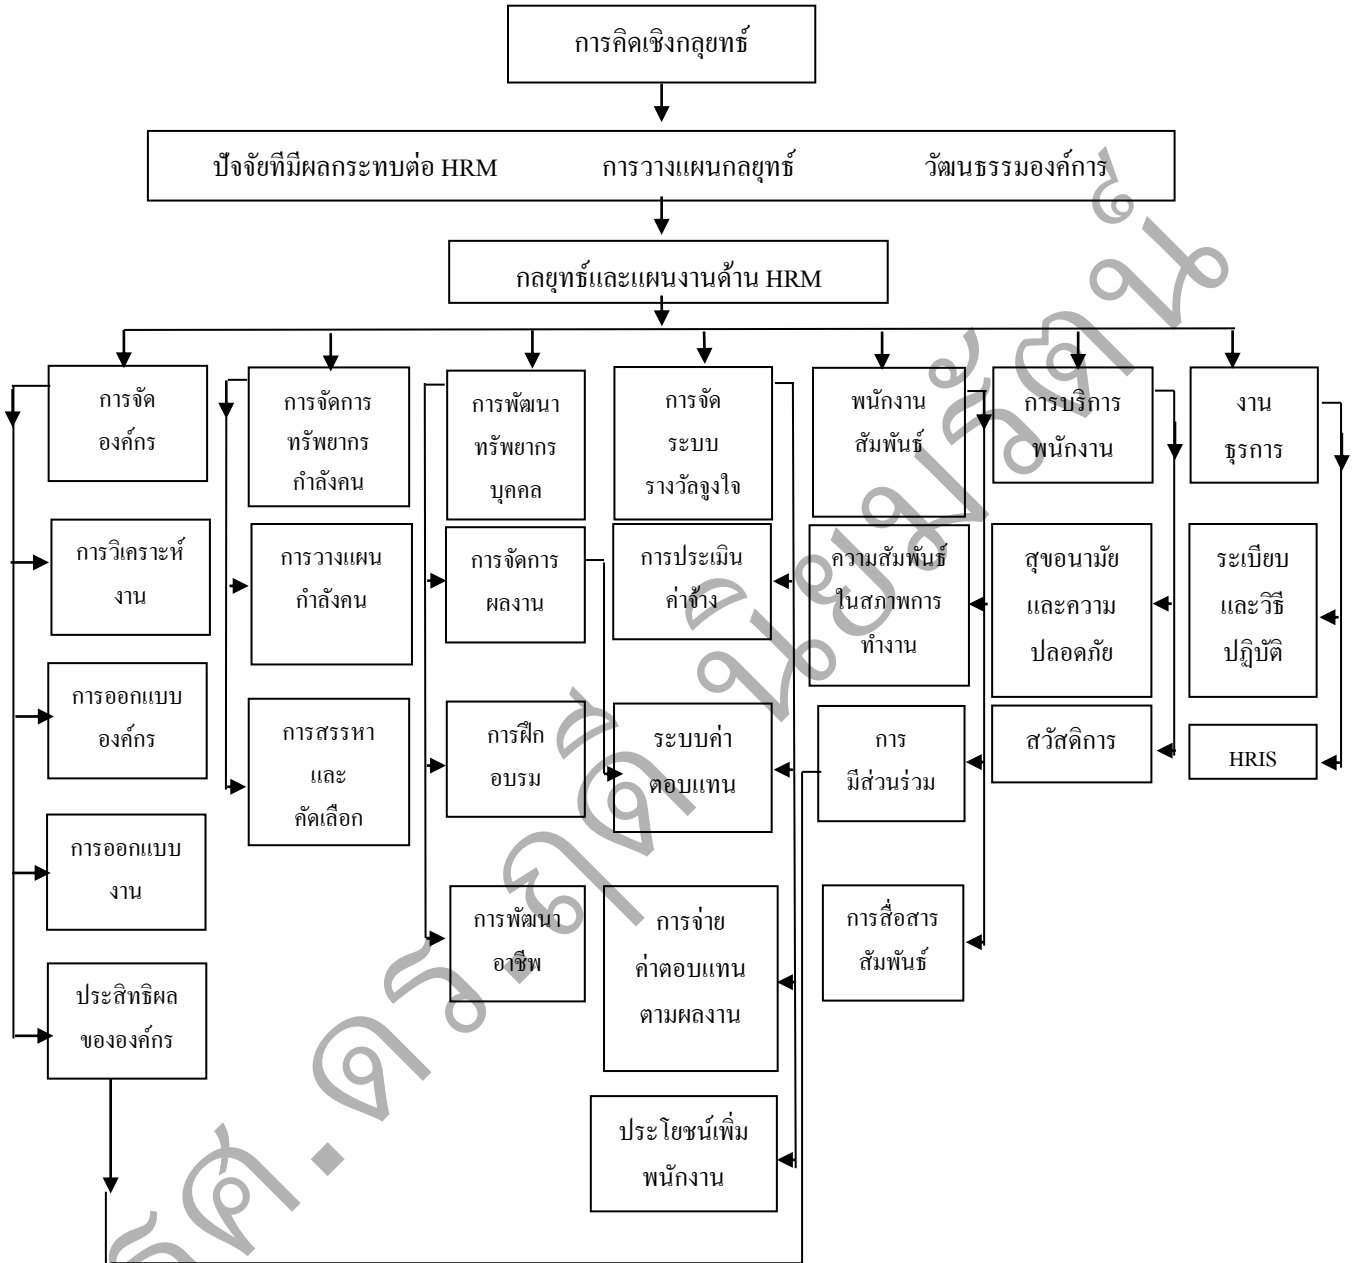 การคิดเชิงกลุยทธ์
ปัจจัยทีมีผลกระทบต่อ HRM การวางแผนกลยุทธ์ วัฒนธรรมองค์การ
กลยุทธ์และแผนงานด้าน HRM
การจัด
องค์กร
การจัดการ
ทรัพยากร
กำลังคน
การพัฒนา
ทรัพยากร
บุคคล
การจัด
ระบบ
รางวัลจูงใจ
พนักงาน
สัมพันธ์
การบริการ
พนักงาน
งาน
ธุรการ
การวิเคราะห์
งาน
การวางแผน
กำลังคน
การจัดการ
ผลงาน
การประเมิน
ค่าจ้าง
ความสัมพันธ์
ในสภาพการ
ทำงาน
สุขอนามัย
และความ
ปลอดภัย
ระเบียบ
และวิธี
ปฏิบัติ
การออกแบบ
องค์กร
การสรรหา
และ
คัดเลือก
การฝึก
อบรม
ระบบค่า
ตอบแทน
การ
มีส่วนร่วม
สวัสดิการ
HRIS
การออกแบบ
งาน
การพัฒนา
อาชีพ
การจ่าย
ค่าตอบแทน
ตามผลงาน
การสื่อสาร
สัมพันธ์
ประสิทธิผล
ขององค์กร
ประโยชน์เพิ่ม
พนักงาน
รศ.ดร.ฤดี นิยมรัตน์